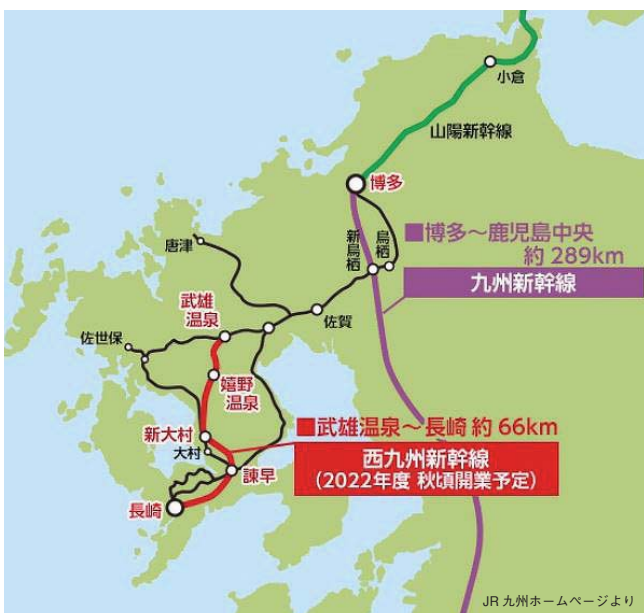 小倉
山陽新幹線
博多
新鳥栖
鳥栖
■博多〜鹿児島中央
約 289km
九州新幹線
唐津
武雄
温泉
佐賀
佐世保
嬉野
温泉
新大村
大村
■武雄温泉〜長崎 約 66km
西九州新幹線
(2022年度 秋頃開業予定)
諫早
長崎
JR 九州ホームページより